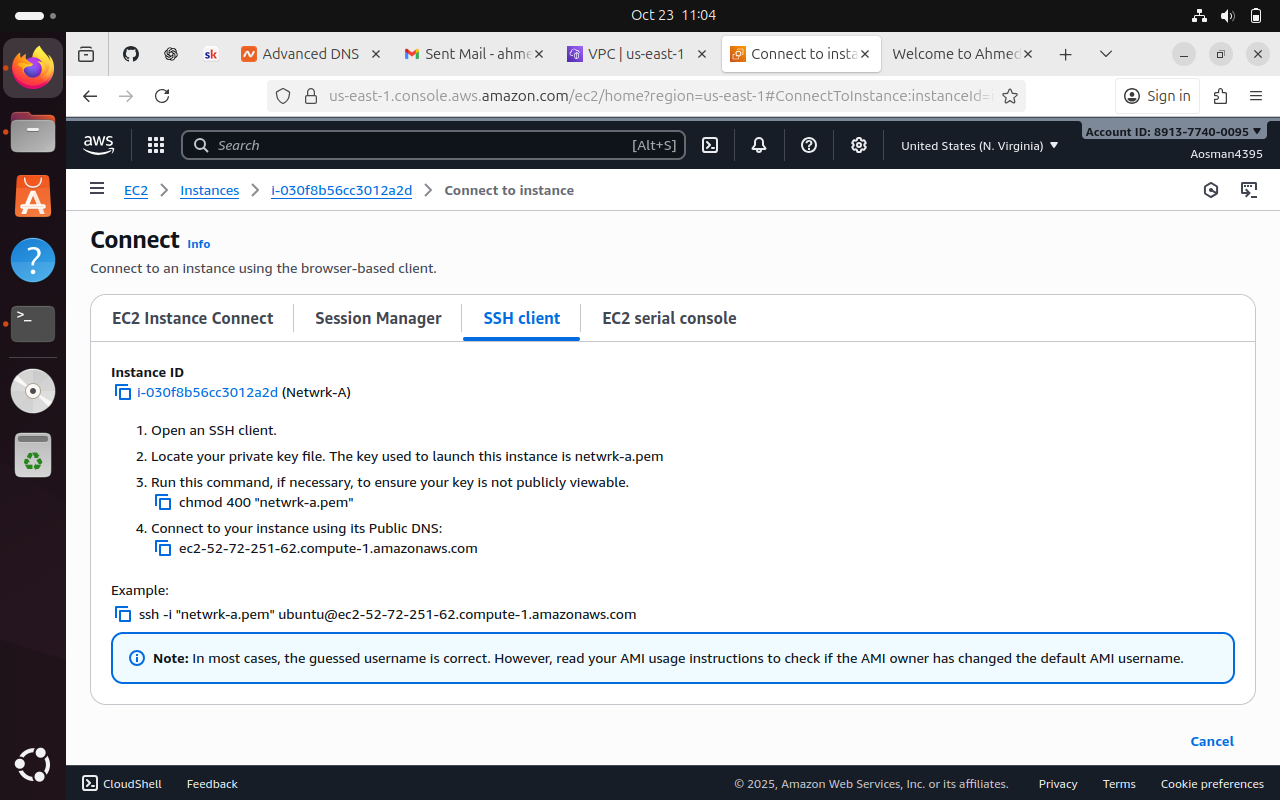 Oct 23 11:04
Advanced DNS
Sent Mail - ahme
VPC | us-east-1
Connect to insta
Welcome to Ahmed
us-east-1.console.aws.amazon.com/ec2/home?region=us-east-1#ConnectToInstance:instanceId=
Sign in
aws
Search
[Alt+S]
United States (N. Virginia)
Account ID: 8913-7740-0095
Aosman4395
EC2
Instances
i-030f8b56cc3012a2d
Connect to instance
Connect Info
Connect to an instance using the browser-based client.
EC2 Instance Connect
Session Manager
SSH client
EC2 serial console
Instance ID
i-030f8b56cc3012a2d (Netwrk-A)
1. Open an SSH client.
2. Locate your private key file. The key used to launch this instance is netwrk-a.pem
3. Run this command, if necessary, to ensure your key is not publicly viewable.
chmod 400 "netwrk-a.pem"
4. Connect to your instance using its Public DNS:
ec2-52-72-251-62.compute-1.amazonaws.com
Example:
ssh -i "netwrk-a.pem" ubuntu@ec2-52-72-251-62.compute-1.amazonaws.com
Note: In most cases, the guessed username is correct. However, read your AMI usage instructions to check if the AMI owner has changed the default AMI username.
Cancel
CloudShell
Feedback
© 2025, Amazon Web Services, Inc. or its affiliates.
Privacy
Terms
Cookie preferences